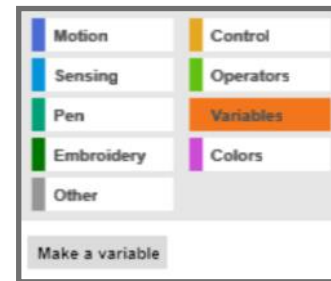 Motion
Control
Sensing
Operators
Pen
Variables
Embroidery
Colors
Other
Make a variable